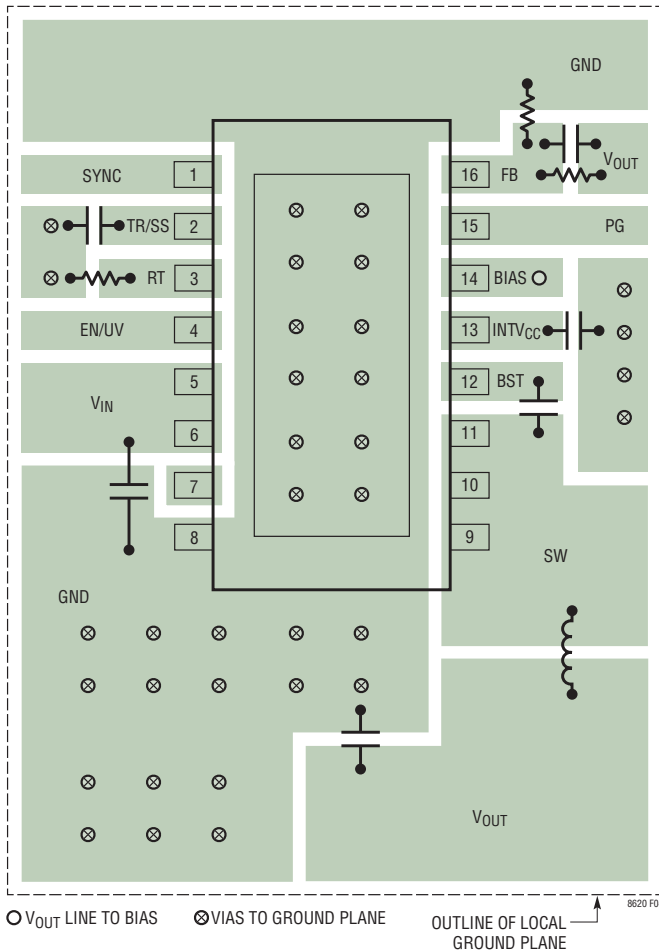 GND
SYNC 1
16 FB
VOUT
TR/SS 2
15 PG
RT 3
14 BIAS
EN/UV 4
13 INTVCC
5
12 BST
VIN
6
11
7
10
8
9
SW
GND
VOUT
VOUT LINE TO BIAS
VIAS TO GROUND PLANE
OUTLINE OF LOCAL
GROUND PLANE
8620 F0